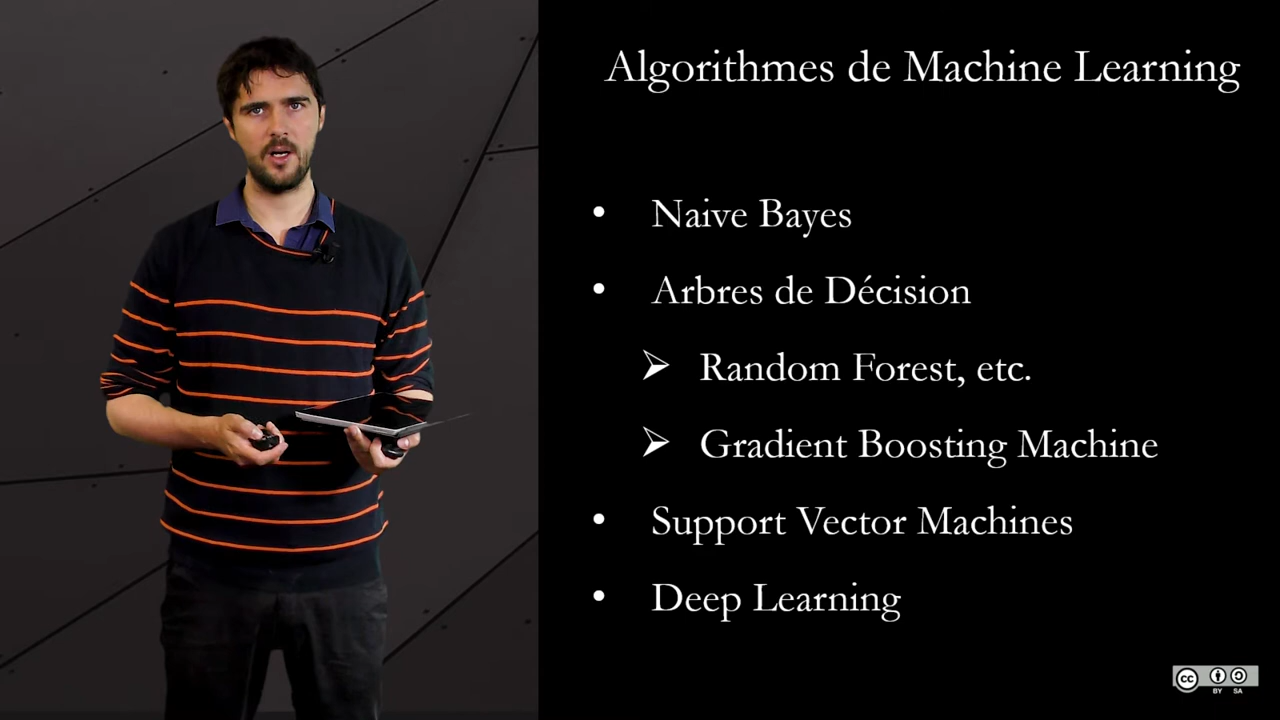 Algorithmes de Machine Learning
• Naive Bayes
• Arbres de Décision
➢ Random Forest, etc.
➢ Gradient Boosting Machine
• Support Vector Machines
• Deep Learning
cc
BY SA